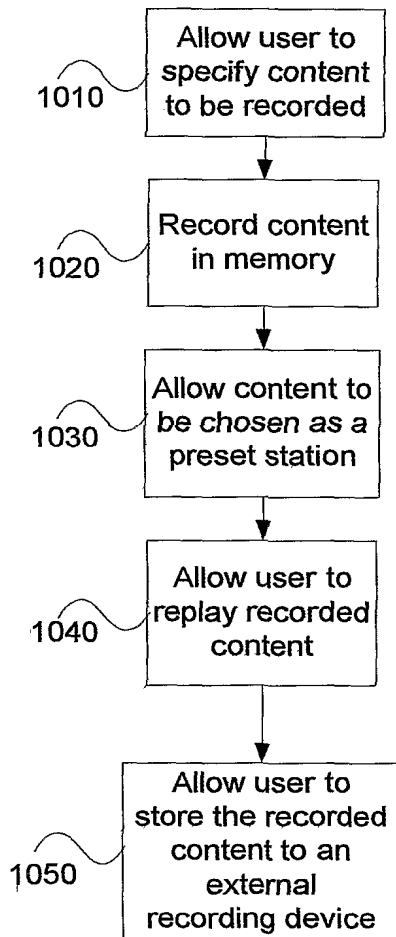 Allow user to
specify content
to be recorded
1010
Record content
in memory
1020
Allow content to
be chosen as a
preset station
1030
Allow user to
replay recorded
content
1040
Allow user to
store the recorded
content to an
external
recording device
1050